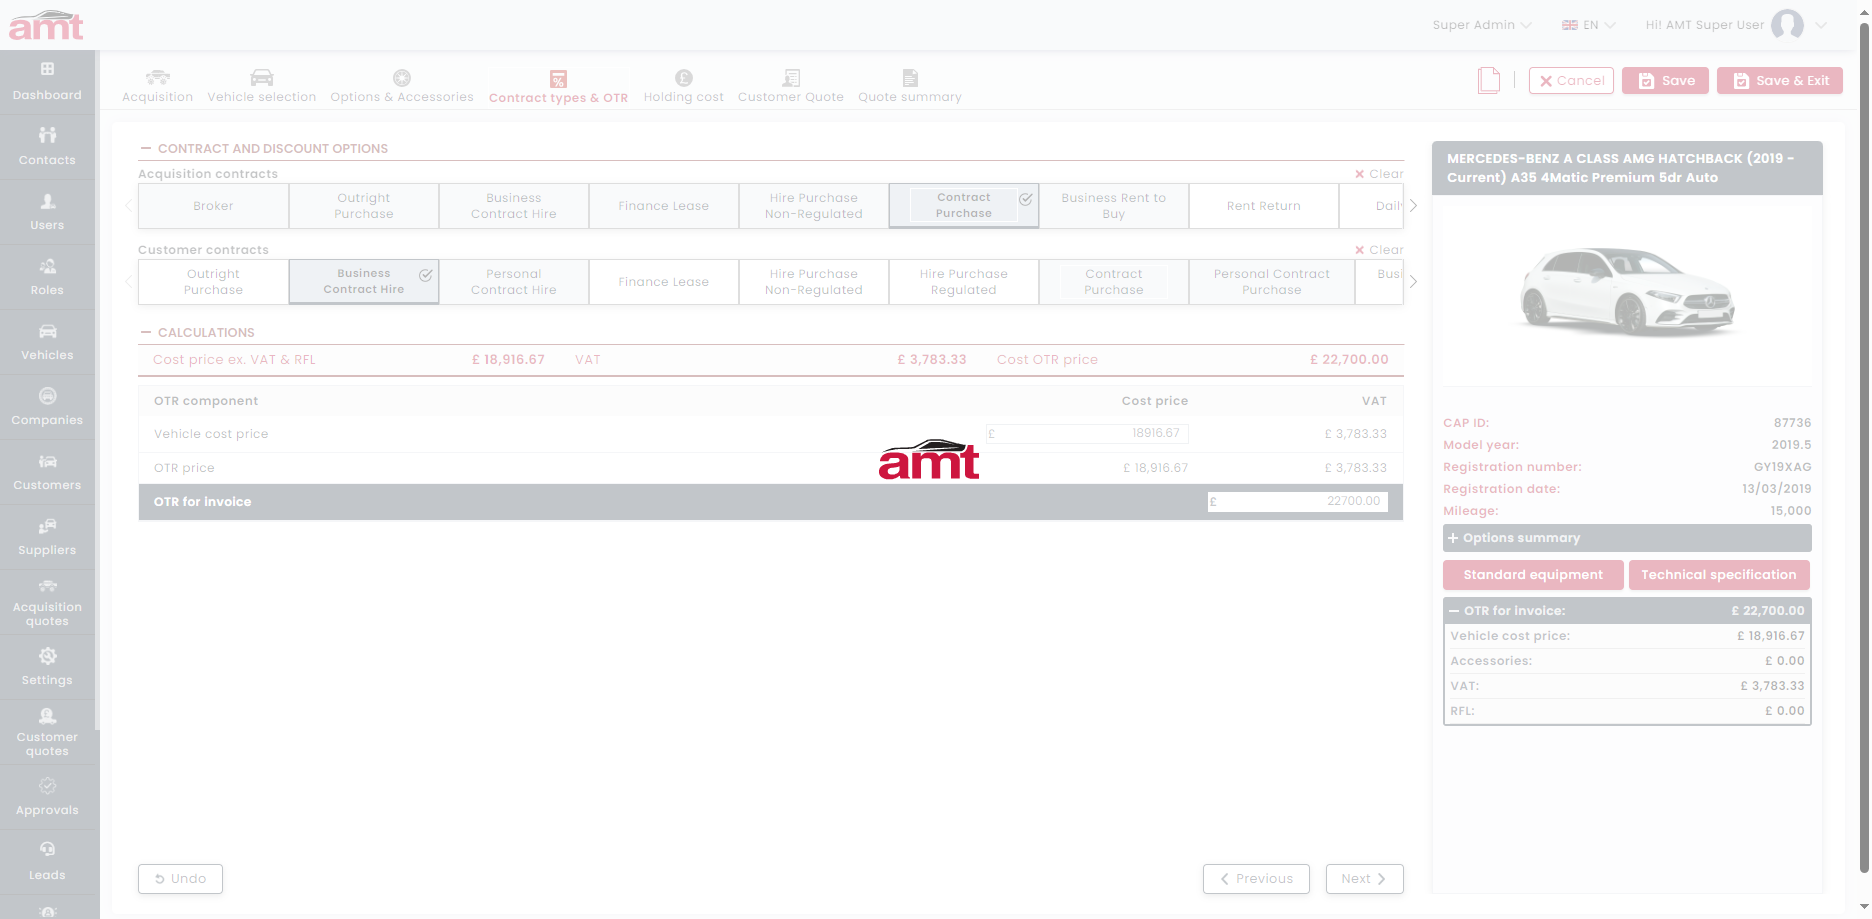 amt
Super Admin
EN
Hi! AMT Super User
Dashboard
Contacts
Users
Roles
Vehicles
Companies
Customers
Suppliers
Acquisition
quotes
Settings
Customer
quotes
Approvals
Leads
Acquisition
Vehicle selection
Options & Accessories
Contract types & OTR
Holding cost
Customer Quote
Quote summary
Cancel
Save
Save & Exit
CONTRACT AND DISCOUNT OPTIONS
Acquisition contracts
Clear
Broker
Outright
Purchase
Business
Contract Hire
Finance Lease
Hire Purchase
Non-Regulated
Contract
Purchase
Business Rent to
Buy
Rent Return
Customer contracts
Clear
Outright
Purchase
Business
Contract Hire
Personal
Contract Hire
Finance Lease
Hire Purchase
Non-Regulated
Hire Purchase
Regulated
Contract
Purchase
Personal Contract
Purchase
CALCULATIONS
Cost price ex. VAT & RFL £ 18,916.67 VAT £ 3,783.33 Cost OTR price £ 22,700.00
OTR component Cost price VAT
Vehicle cost price £ 18916.67 £ 3,783.33
OTR price £ 18,916.67 £ 3,783.33
OTR for invoice £ 22700.00
amt
Undo
Previous
Next
MERCEDES-BENZ A CLASS AMG HATCHBACK (2019 -
Current) A35 4Matic Premium 5dr Auto
CAP ID: 87736
Model year: 2019.5
Registration number: GY19XAG
Registration date: 13/03/2019
Mileage: 15,000
Options summary
Standard equipment
Technical specification
OTR for invoice: £ 22,700.00
Vehicle cost price: £ 18,916.67
Accessories: £ 0.00
VAT: £ 3,783.33
RFL: £ 0.00